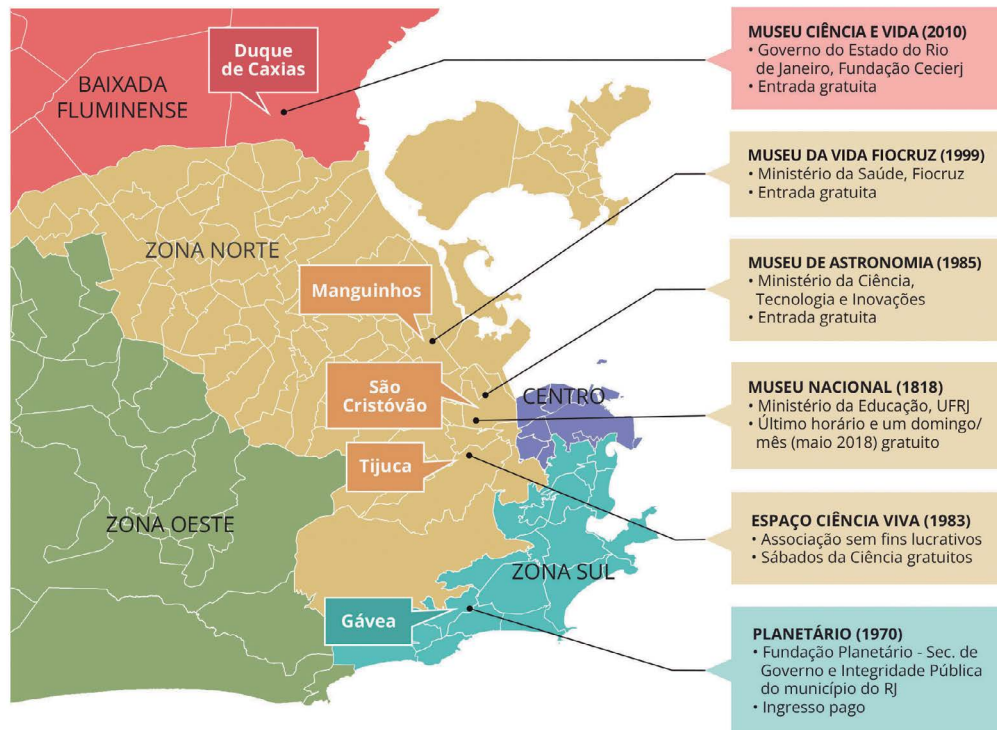 Duque
de Caxias
BAIXADA
FLUMINENSE
ZONA NORTE
Manguinhos
São
Cristóvão
CENTRO
Tijuca
ZONA OESTE
ZONA SUL
Gávea
MUSEU CIÊNCIA E VIDA (2010)
• Governo do Estado do Rio
de Janeiro, Fundação Cecierj
• Entrada gratuita
MUSEU DA VIDA FIOCRUZ (1999)
• Ministério da Saúde, Fiocruz
• Entrada gratuita
MUSEU DE ASTRONOMIA (1985)
• Ministério da Ciência,
Tecnologia e Inovações
• Entrada gratuita
MUSEU NACIONAL (1818)
• Ministério da Educação, UFRJ
• Último horário e um domingo/
mês (maio 2018) gratuito
ESPAÇO CIÊNCIA VIVA (1983)
• Associação sem fins lucrativos
• Sábados da Ciência gratuitos
PLANETÁRIO (1970)
• Fundação Planetário - Sec. de
Governo e Integridade Pública
do município do RJ
• Ingresso pago